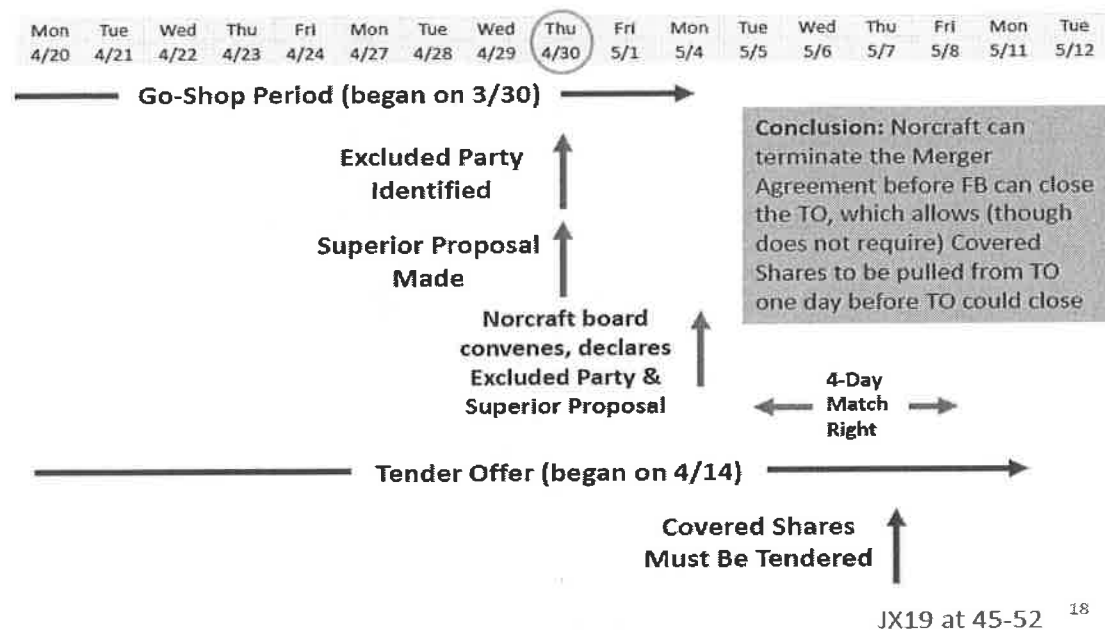 Mon Tue Wed Thu Fri Mon Tue Wed Thu Fri Mon Tue Wed Thu Fri Mon Tue
4/20 4/21 4/22 4/23 4/24 4/27 4/28 4/29 4/30 5/1 5/4 5/5 5/6 5/7 5/8 5/11 5/12
Go-Shop Period (began on 3/30)
Excluded Party
Identified
Superior Proposal
Made
Norcraft board
convenes, declares
Excluded Party &
Superior Proposal
Conclusion: Norcraft can
terminate the Merger
Agreement before FB can close
the TO, which allows (though
does not require) Covered
Shares to be pulled from TO
one day before TO could close
4-Day
Match
Right
Tender Offer (began on 4/14)
Covered Shares
Must Be Tendered
JX19 at 45-52 18